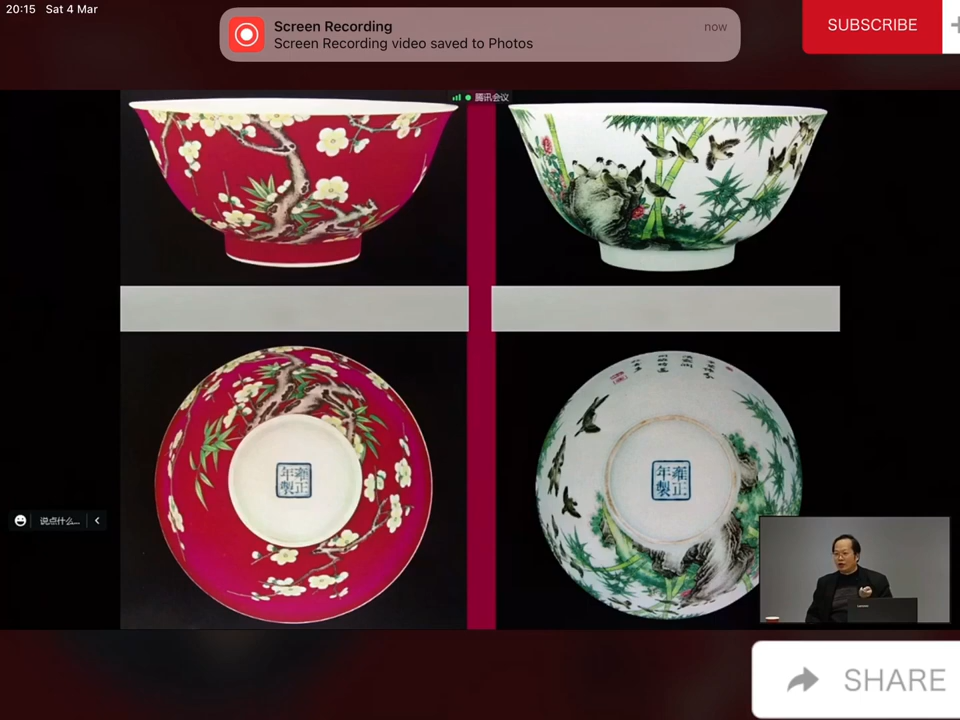 20:15 Sat 4 Mar
Screen Recording
now
Screen Recording video saved to Photos
SUBSCRIBE
腾讯会议
年雍
製正
年雍
製正
说点什么...
SHARE